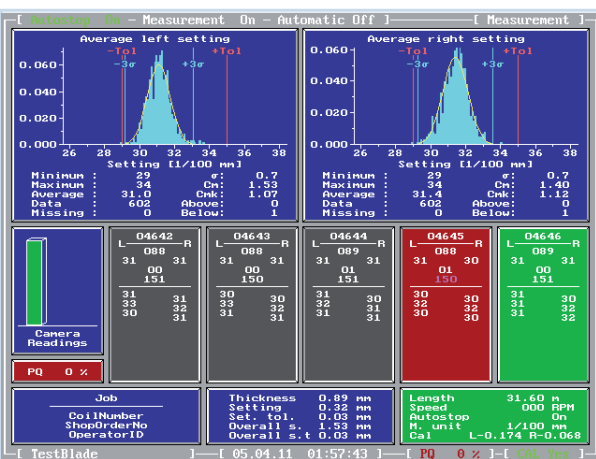 [ Autostop On - Measurement On - Automatic Off ] [ Measurement ]
Average left setting
-Tol +Tol
-3σ +3σ
0.060
0.040
0.020
0.000
26 28 30 32 34 36 38
Setting [1/100 mm]
Minimum : 29 σ: 0.7
Maximum : 34 Cm: 1.53
Average : 31.0 Cmk: 1.07
Data : 602 Above: 0
Missing : 0 Below: 1
Average right setting
-Tol +Tol
-3σ +3σ
0.060
0.040
0.020
0.000
26 28 30 32 34 36 38
Setting [1/100 mm]
Minimum : 29 σ: 0.7
Maximum : 34 Cm: 1.40
Average : 31.4 Cmk: 1.12
Data : 602 Above: 0
Missing : 0 Below: 1
Camera
Readings
PQ 0 %
04642
L R
088
31 31
00
151
31 30
33 32
30 31
31
04643
L R
088
31 31
00
151
31 30
33 32
31 31
31
04644
L R
089
31 31
01
151
31 30
32 32
31 30
31
04645
L R
088
31 30
01
150
30 30
30 32
30 31
30
04646
L R
089
31 31
00
151
31 30
31 32
31 32
32
Job
CoilNumber
ShopOrderNo
OperatorID
Thickness 0.89 mm
Setting 0.32 mm
Set. tol. 0.03 mm
Overall s. 1.53 mm
Overall s.t 0.03 mm
Length 31.60 m
Speed 000 RPM
Autostop On
M. unit 1/100 mm
Cal L-0.174 R-0.068
[ TestBlade ] [ 05.04.11 01:57:43 ] [ PQ 0 % ] [ CAL Yes ]